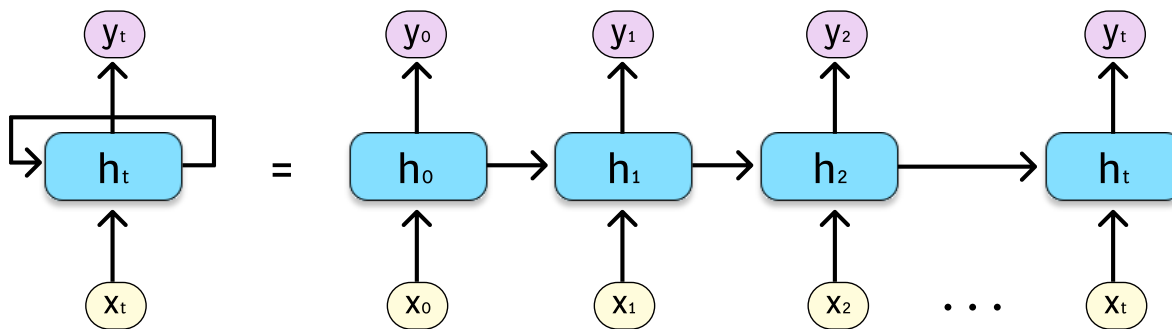 yₜ y₀ y₁ y₂ yₜ
hₜ = h₀ h₁ h₂ hₜ
xₜ x₀ x₁ x₂ . . . xₜ